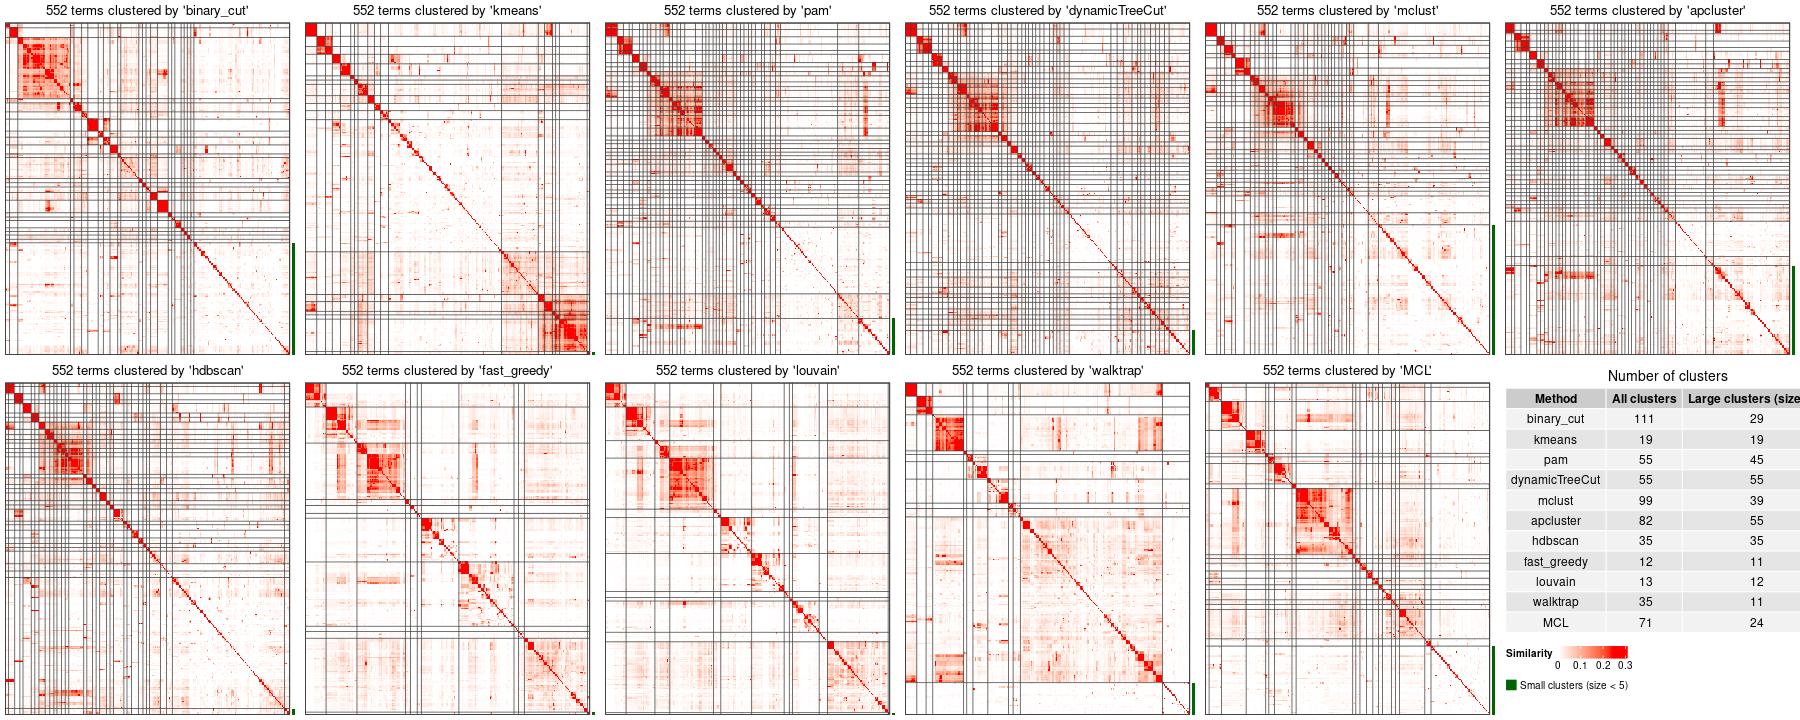 552 terms clustered by 'binary_cut'
552 terms clustered by 'kmeans'
552 terms clustered by 'pam'
552 terms clustered by 'dynamicTreeCut'
552 terms clustered by 'mclust'
552 terms clustered by 'apcluster'
552 terms clustered by 'hdbscan'
552 terms clustered by 'fast_greedy'
552 terms clustered by 'louvain'
552 terms clustered by 'walktrap'
552 terms clustered by 'MCL'
Number of clusters
Method All clusters Large clusters (size
binary_cut 111 29
kmeans 19 19
pam 55 45
dynamicTreeCut 55 55
mclust 99 39
apcluster 82 55
hdbscan 35 35
fast_greedy 12 11
louvain 13 12
walktrap 35 11
MCL 71 24
Similarity
0 0.1 0.2 0.3
Small clusters (size < 5)